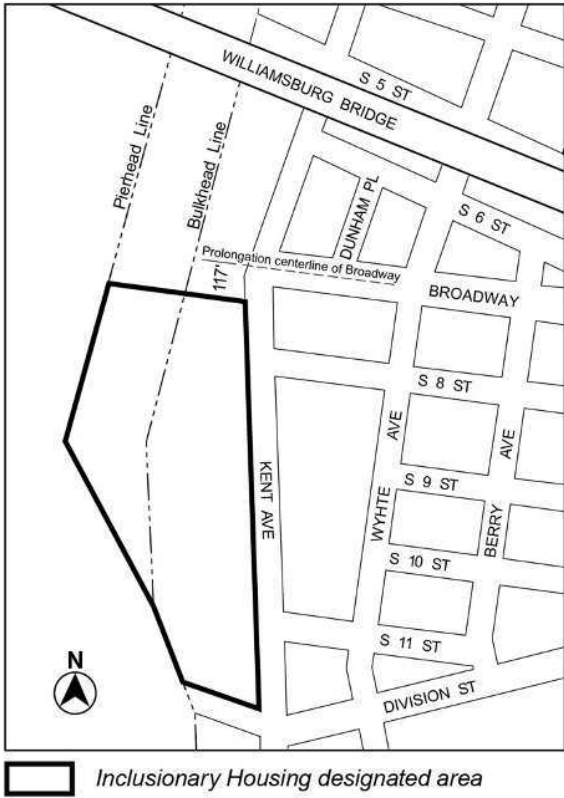 S 5 ST
WILLIAMSBURG BRIDGE
Pierhead Line
Bulkhead Line
DUNHAM PL
S 6 ST
Prolongation centerline of Broadway
117'
BROADWAY
S 8 ST
KENT AVE
WYHTE AVE
BERRY AVE
S 9 ST
S 10 ST
S 11 ST
DIVISION ST
N
Inclusionary Housing designated area